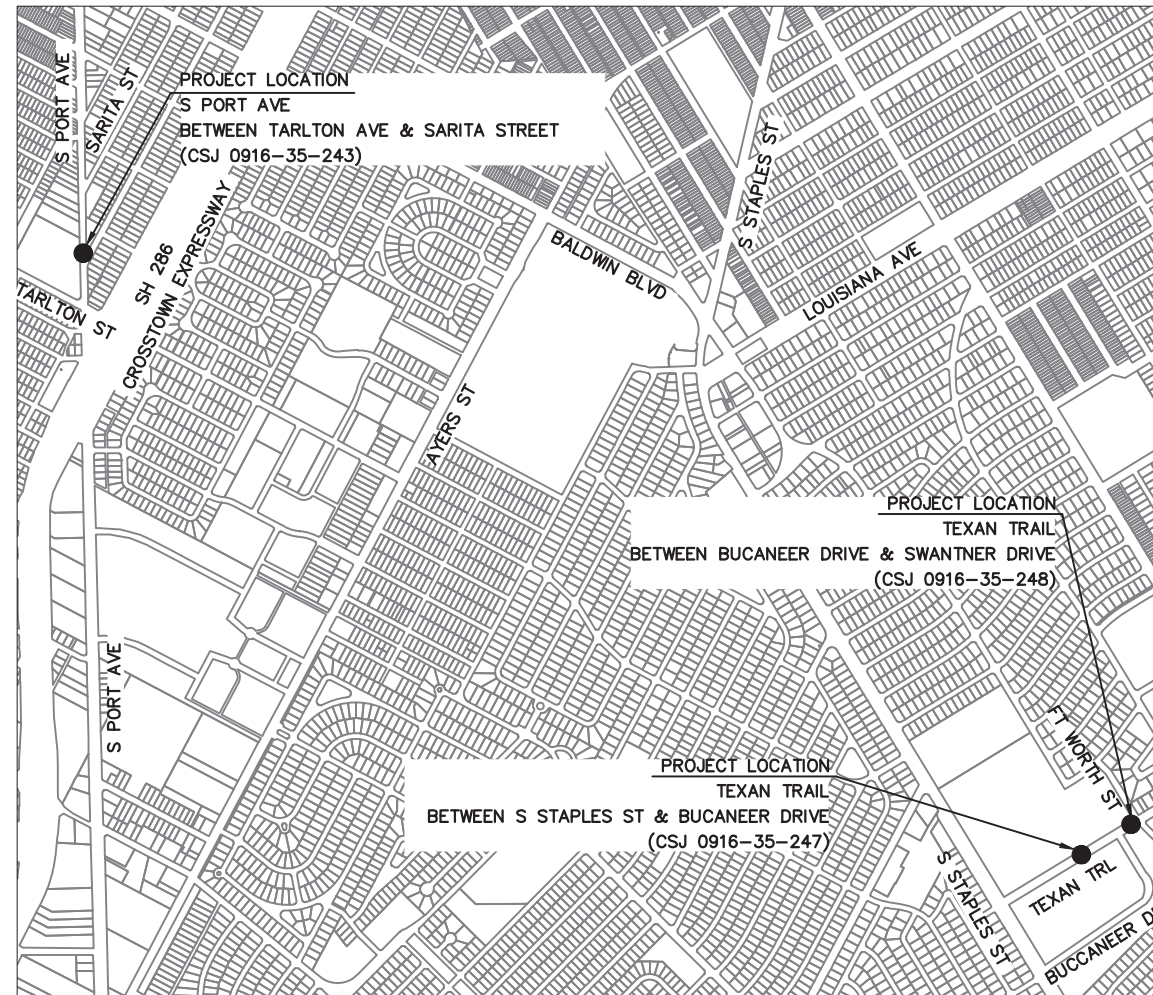 S PORT AVE
SARITA ST
PROJECT LOCATION
S PORT AVE
BETWEEN TARLTON AVE & SARITA STREET
(CSJ 0916-35-243)
TARLTON ST
SH 286
CROSSTOWN EXPRESSWAY
S STAPLES ST
BALDWIN BLVD
LOUISIANA AVE
AYERS ST
PROJECT LOCATION
TEXAN TRAIL
BETWEEN BUCANEER DRIVE & SWANTNER DRIVE
(CSJ 0916-35-248)
S PORT AVE
FT WORTH ST
PROJECT LOCATION
TEXAN TRAIL
BETWEEN S STAPLES ST & BUCANEER DRIVE
(CSJ 0916-35-247)
S STAPLES ST
TEXAN TRL
BUCCANEER D